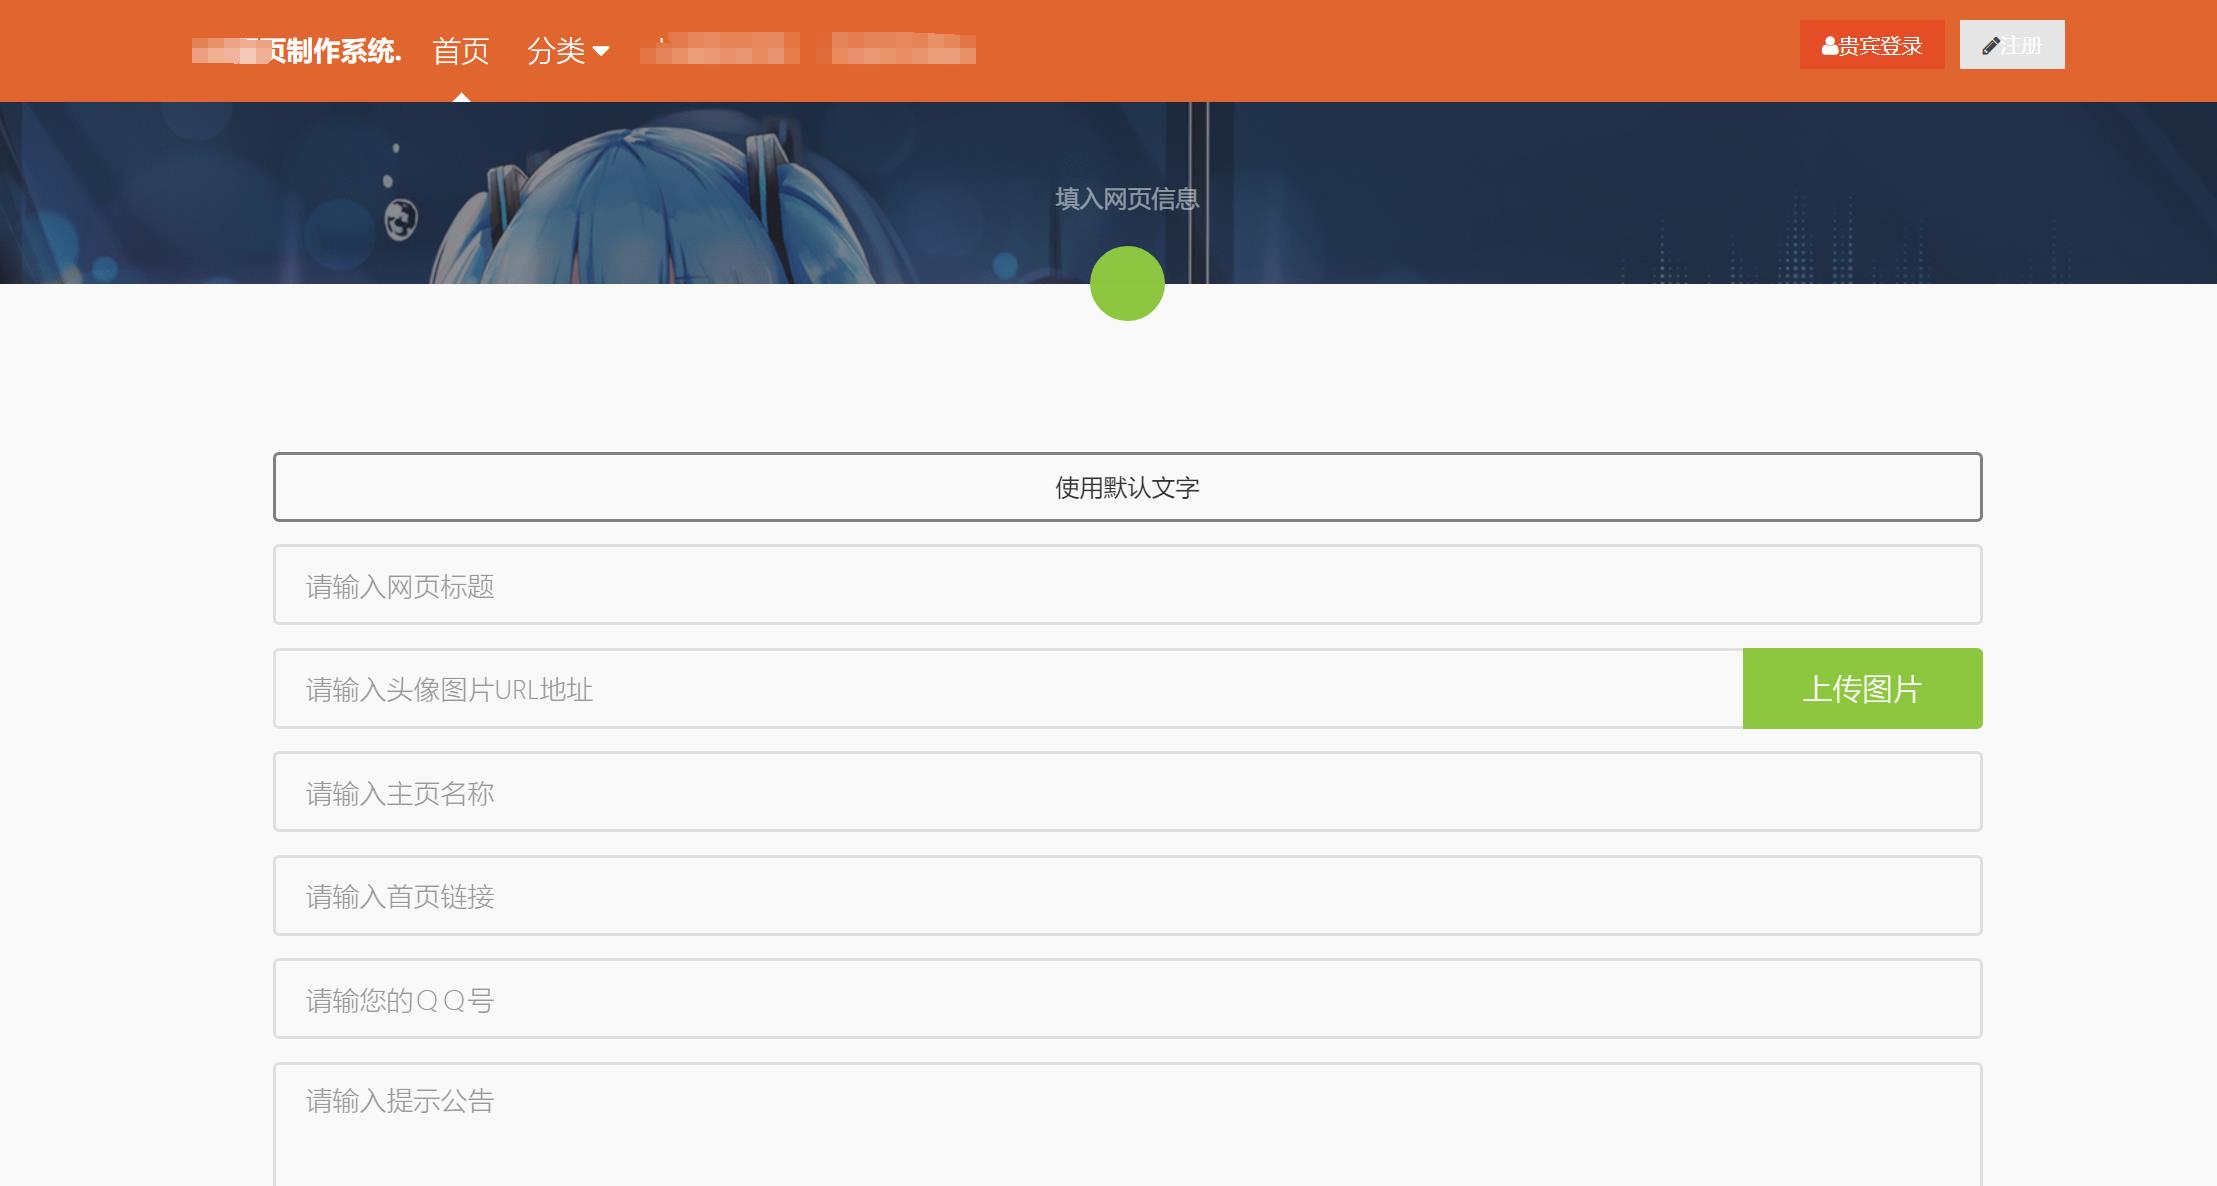 页制作系统.
首页
分类
贵宾登录
注册
填入网页信息
使用默认文字
请输入网页标题
请输入头像图片URL地址
上传图片
请输入主页名称
请输入首页链接
请输您的ＱＱ号
请输入提示公告